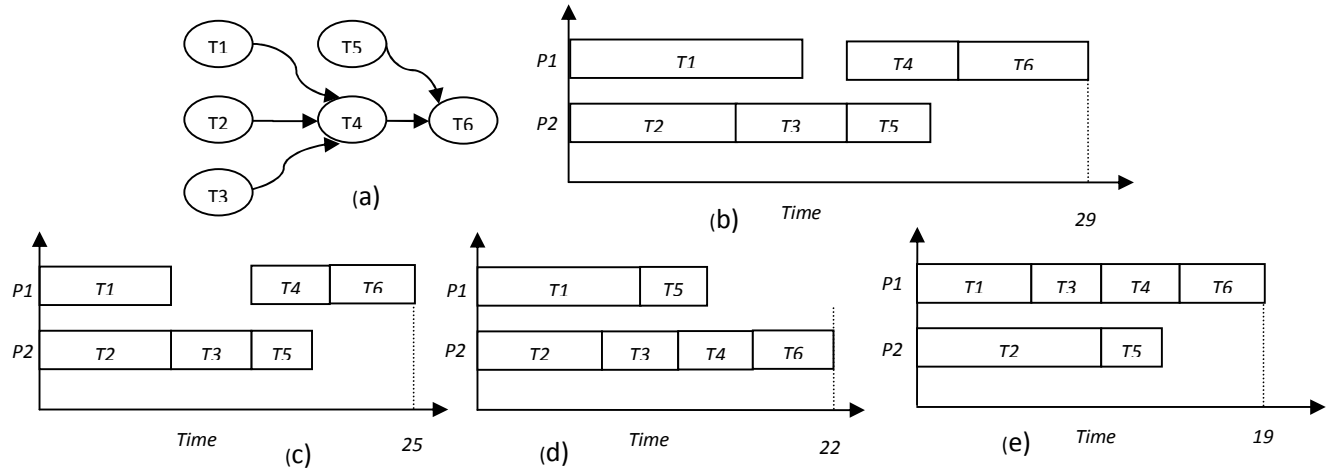 T1 T5
T2 T4 T6
T3
(a)
P1 T1 T4 T6
P2 T2 T3 T5
(b) Time 29
P1 T1 T4 T6
P2 T2 T3 T5
Time 25
(c)
P1 T1 T5
P2 T2 T3 T4 T6
Time 22
(d)
P1 T1 T3 T4 T6
P2 T2 T5
Time 19
(e)